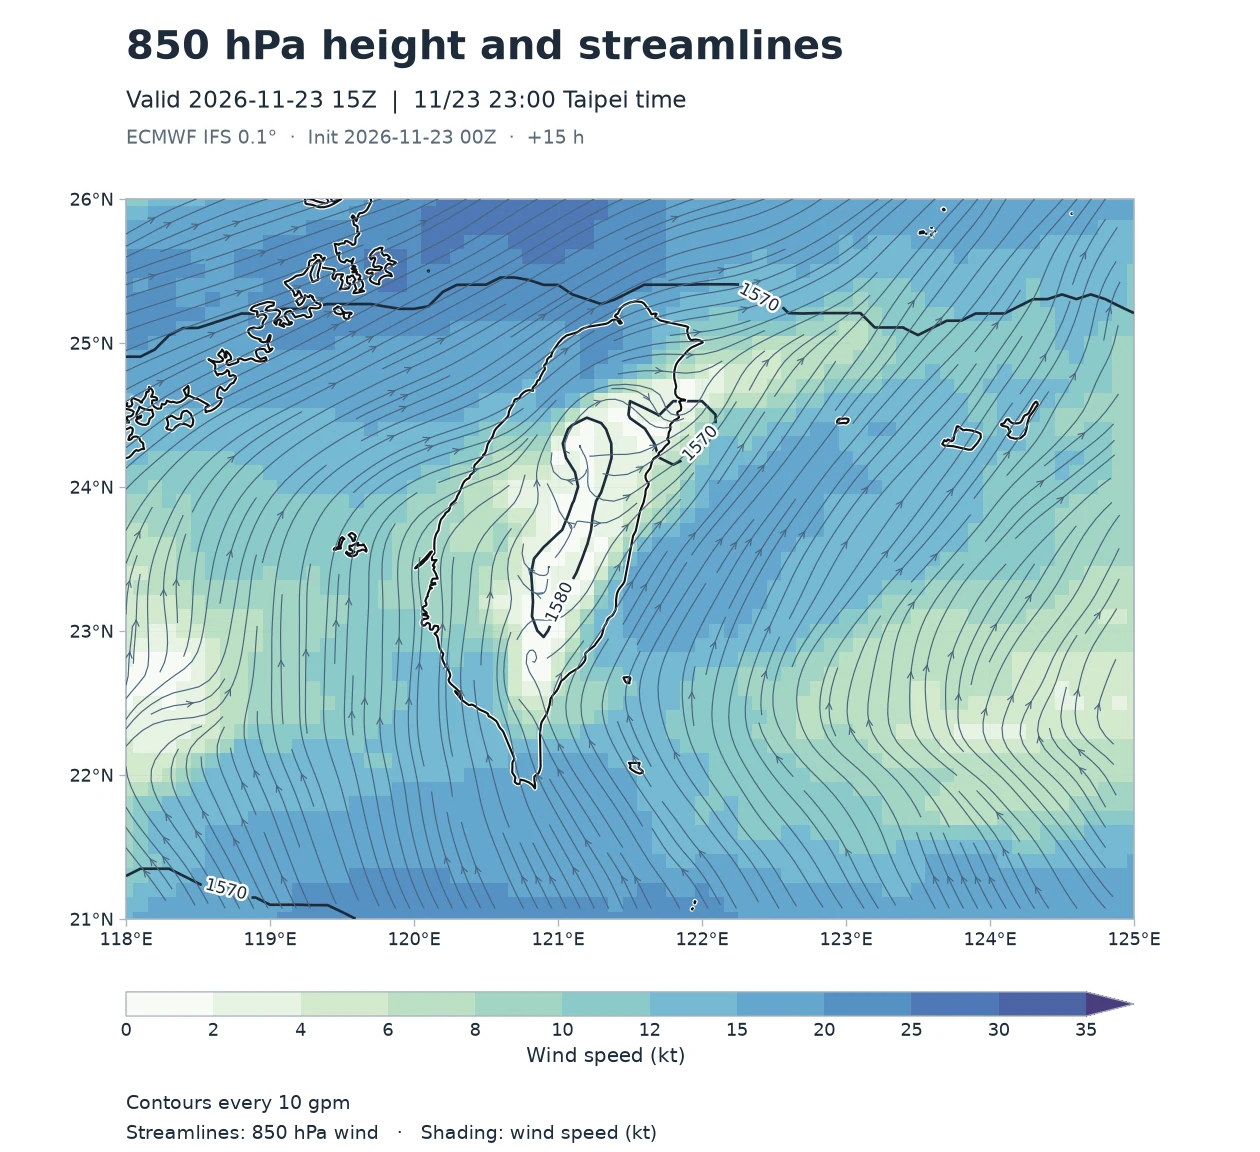 850 hPa height and streamlines
Valid 2026-11-23 15Z | 11/23 23:00 Taipei time
ECMWF IFS 0.1° · Init 2026-11-23 00Z · +15 h
26°N
25°N
24°N
23°N
22°N
21°N
1570
1570
1580
1570
118°E 119°E 120°E 121°E 122°E 123°E 124°E 125°E
0 2 4 6 8 10 12 15 20 25 30 35
Wind speed (kt)
Contours every 10 gpm
Streamlines: 850 hPa wind · Shading: wind speed (kt)